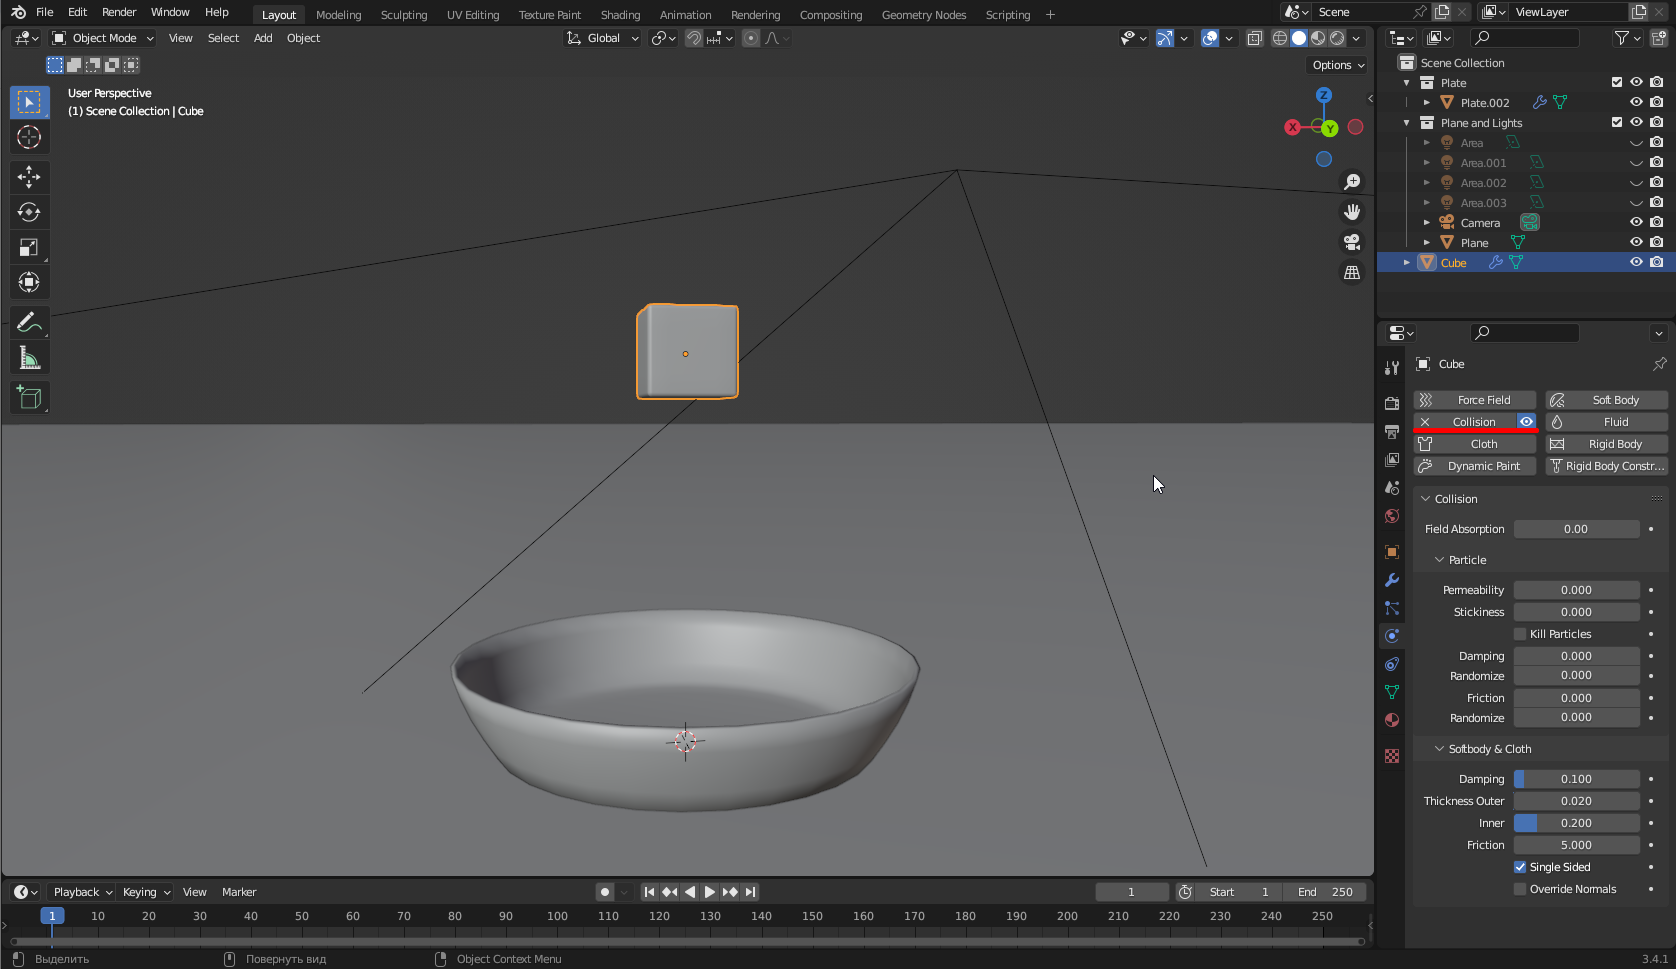 File Edit Render Window Help Layout Modeling Sculpting UV Editing Texture Paint Shading Animation Rendering Compositing Geometry Nodes Scripting + Scene ViewLayer
Object Mode View Select Add Object Global
Options
User Perspective
(1) Scene Collection | Cube
Z
X
Y
Scene Collection
Plate
Plate.002
Plane and Lights
Area
Area.001
Area.002
Area.003
Camera
Plane
Cube
Cube
Force Field Soft Body
Collision Fluid
Cloth Rigid Body
Dynamic Paint Rigid Body Constr...
Collision
Field Absorption 0.00
Particle
Permeability 0.000
Stickiness 0.000
Kill Particles
Damping 0.000
Randomize 0.000
Friction 0.000
Randomize 0.000
Softbody & Cloth
Damping 0.100
Thickness Outer 0.020
Inner 0.200
Friction 5.000
Single Sided
Override Normals
Playback Keying View Marker 1 Start 1 End 250
1 10 20 30 40 50 60 70 80 90 100 110 120 130 140 150 160 170 180 190 200 210 220 230 240 250
Выделить Повернуть вид Object Context Menu 3.4.1